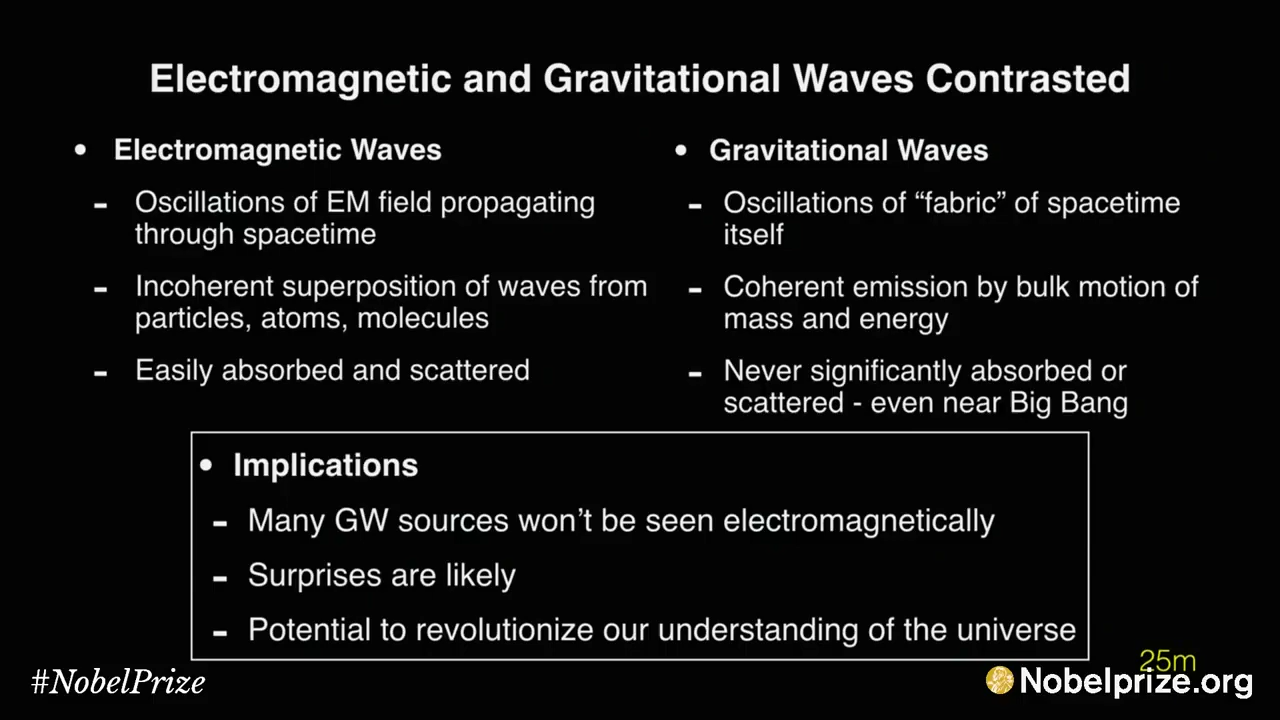 Electromagnetic and Gravitational Waves Contrasted
• Electromagnetic Waves
- Oscillations of EM field propagating
through spacetime
- Incoherent superposition of waves from
particles, atoms, molecules
- Easily absorbed and scattered
• Gravitational Waves
- Oscillations of “fabric” of spacetime
itself
- Coherent emission by bulk motion of
mass and energy
- Never significantly absorbed or
scattered - even near Big Bang
• Implications
- Many GW sources won’t be seen electromagnetically
- Surprises are likely
- Potential to revolutionize our understanding of the universe
25m
#NobelPrize
Nobelprize.org